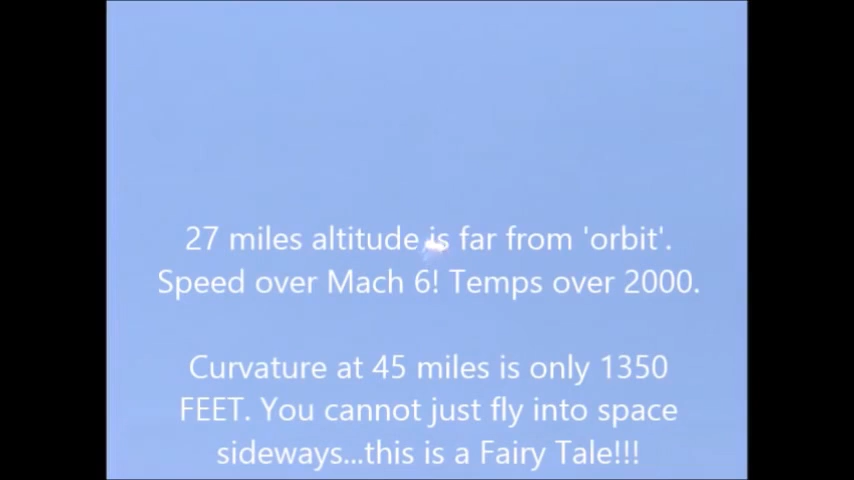 27 miles altitude is far from 'orbit'.
Speed over Mach 6! Temps over 2000.
Curvature at 45 miles is only 1350
FEET. You cannot just fly into space
sideways...this is a Fairy Tale!!!